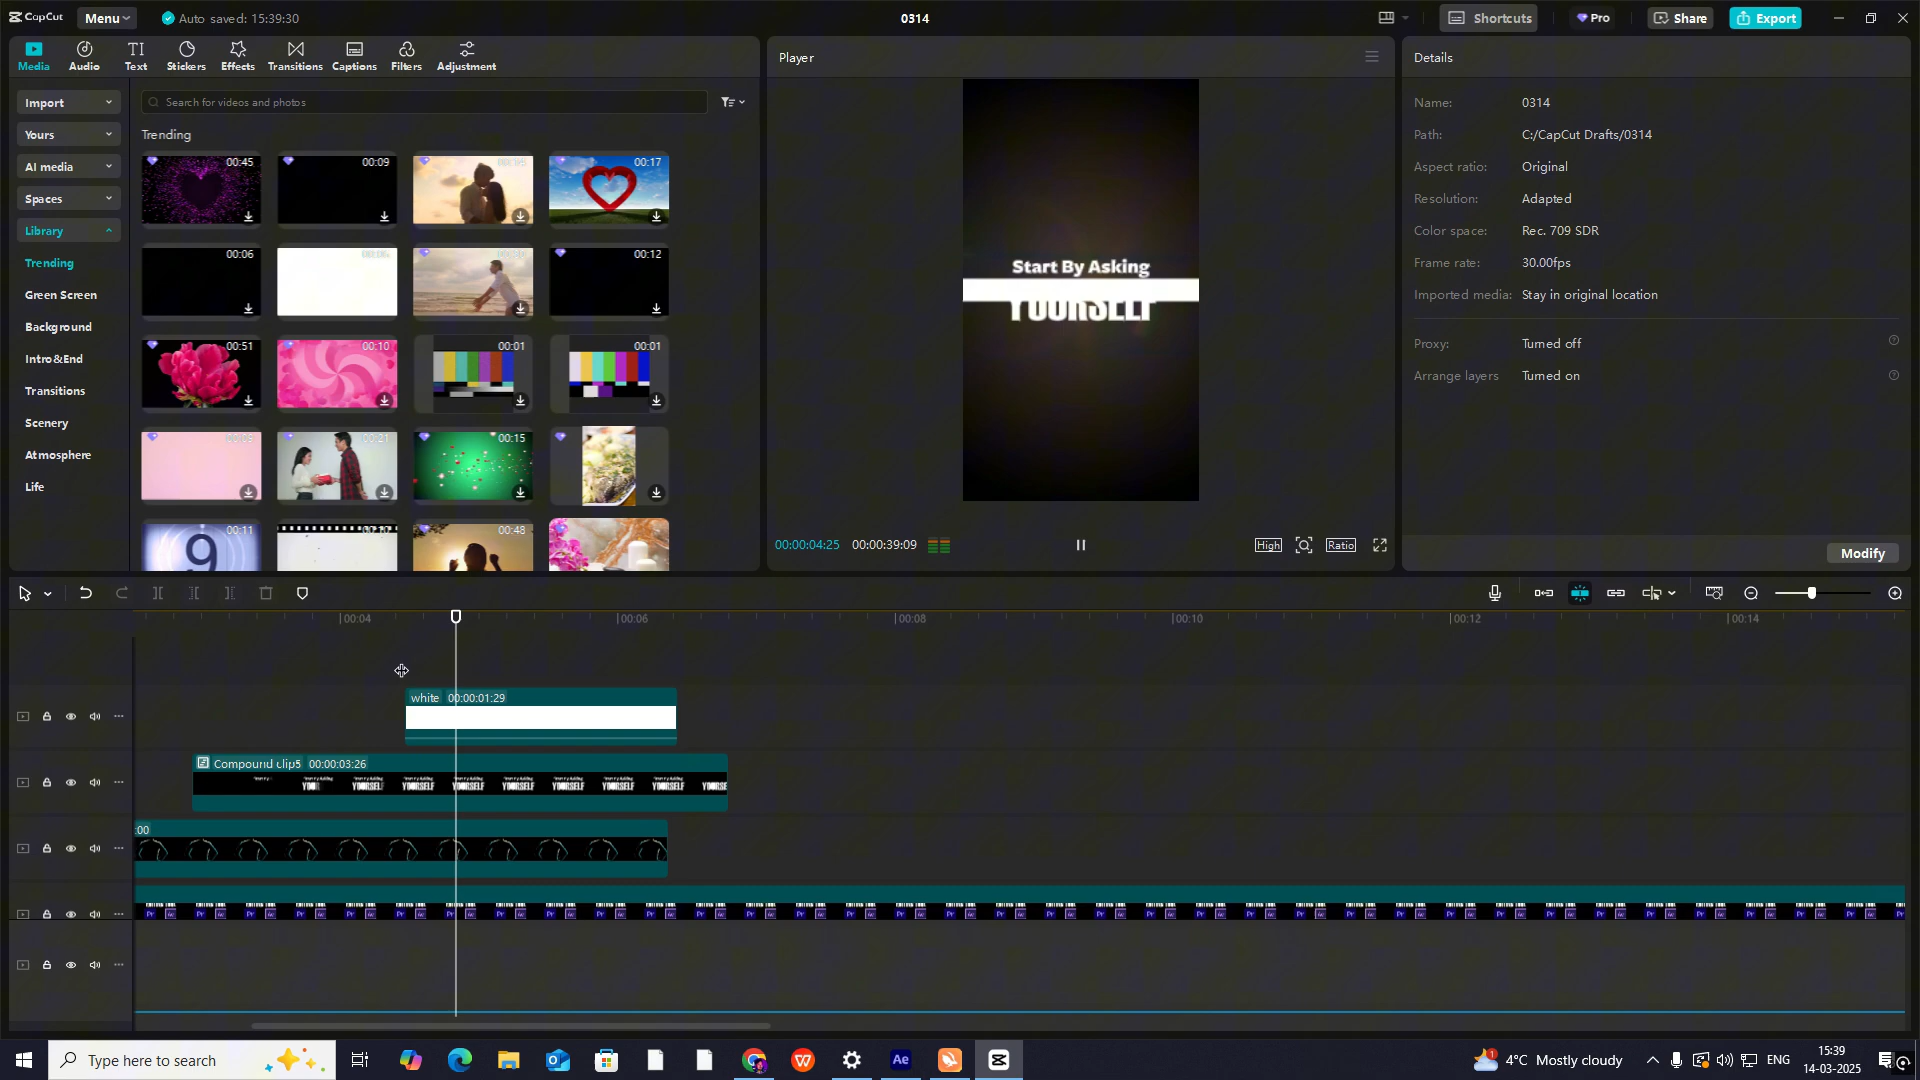 CapCut
Menu
Auto saved: 15:39:30
0314
Shortcuts
Pro
Share
Export
Media
Audio
Text
Stickers
Effects
Transitions
Captions
Filters
Adjustment
Import
Yours
AI media
Spaces
Library
Trending
Green Screen
Background
Intro&End
Transitions
Scenery
Atmosphere
Life
Search for videos and photos
Trending
00:45
00:09
00:17
00:06
00:12
00:51
00:10
00:01
00:01
00:21
00:15
00:11
9
00:48
Player
Start By Asking
YOURSELF
00:00:04:25
00:00:39:09
High
Ratio
Details
Name:
0314
Path:
C:/CapCut Drafts/0314
Aspect ratio:
Original
Resolution:
Adapted
Color space:
Rec. 709 SDR
Frame rate:
30.00fps
Imported media:
Stay in original location
Proxy:
Turned off
Arrange layers
Turned on
Modify
00:04
00:06
00:08
00:10
00:12
00:14
white 00:00:01:29
Compound clip5 00:00:03:26
YOURSELF
:00
Type here to search
Ae
4°C Mostly cloudy
ENG
15:39
14-03-2025